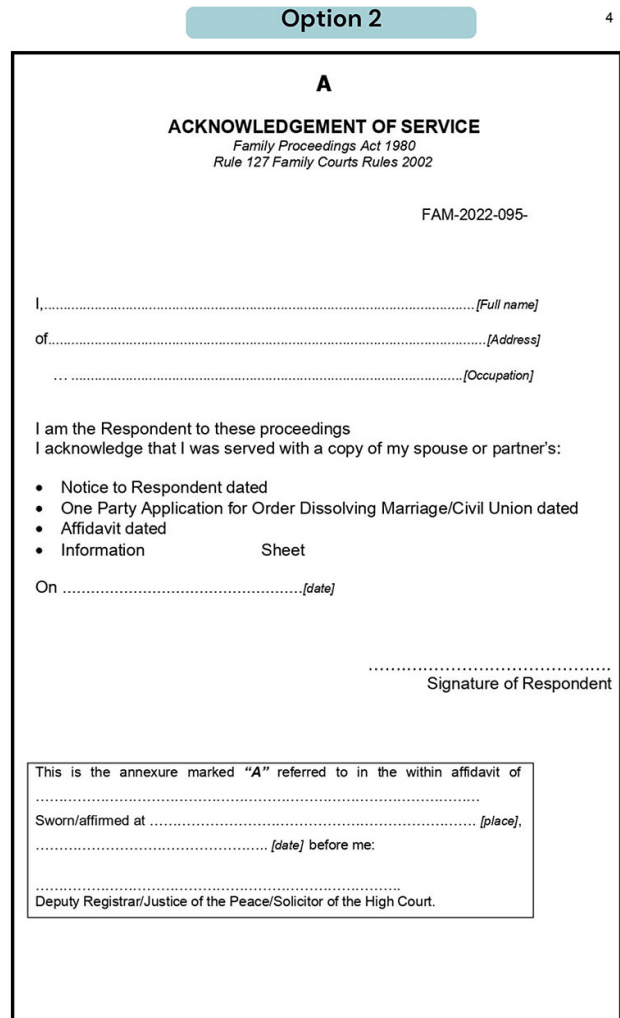 Option 2
4
A
ACKNOWLEDGEMENT OF SERVICE
Family Proceedings Act 1980
Rule 127 Family Courts Rules 2002
FAM-2022-095-
I,..........................................................................................................[Full name]
of............................................................................................................[Address]
... ................................................................................................[Occupation]
I am the Respondent to these proceedings
I acknowledge that I was served with a copy of my spouse or partner's:
• Notice to Respondent dated
• One Party Application for Order Dissolving Marriage/Civil Union dated
• Affidavit dated
• Information Sheet
On ...................................................[date]
.............................................
Signature of Respondent
This is the annexure marked "A" referred to in the within affidavit of
.....................................................................................
Sworn/affirmed at ..................................................................... [place],
................................................. [date] before me:
..............................................................................
Deputy Registrar/Justice of the Peace/Solicitor of the High Court.